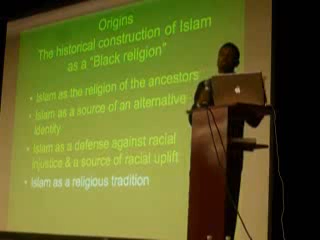 Origins
The historical construction of Islam
as a "Black religion"
• Islam as the religion of the ancestors
• Islam as a source of an alternative
identity
• Islam as a defense against racial
injustice & a source of racial uplift
• Islam as a religious tradition